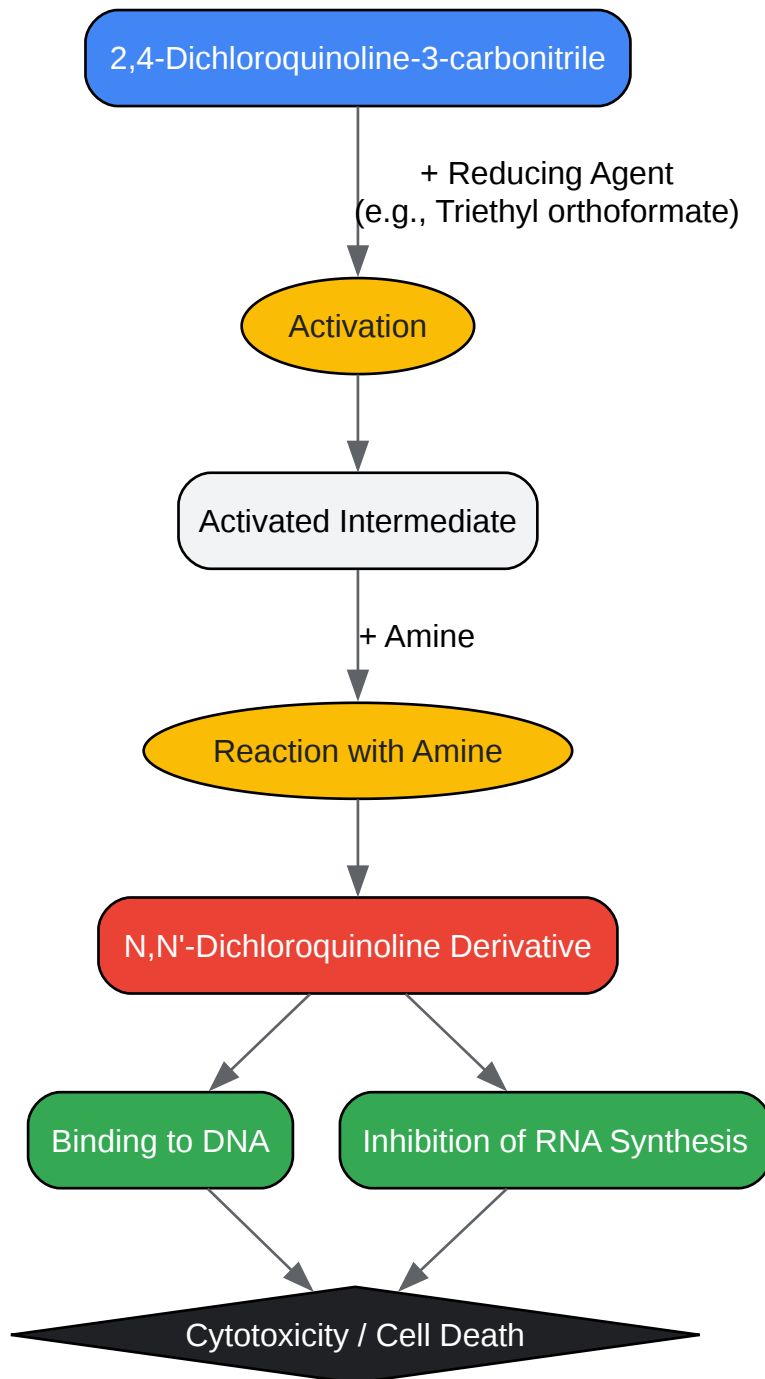 2,4-Dichloroquinoline-3-carbonitrile
+ Reducing Agent
(e.g., Triethyl orthoformate)
Activation
Activated Intermediate
+ Amine
Reaction with Amine
N,N'-Dichloroquinoline Derivative
Binding to DNA
Inhibition of RNA Synthesis
Cytotoxicity / Cell Death